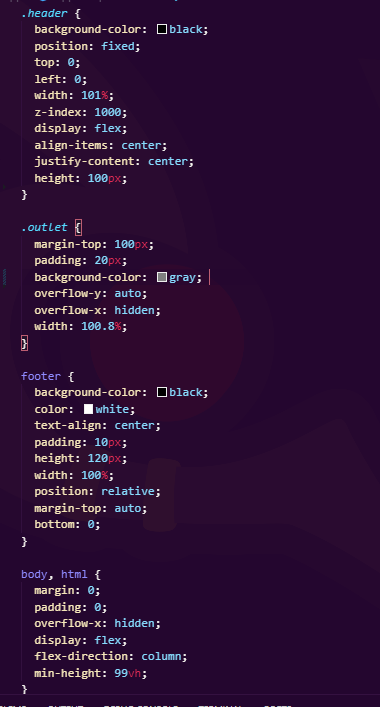 .header {
background-color: black;
position: fixed;
top: 0;
left: 0;
width: 101%;
z-index: 1000;
display: flex;
align-items: center;
justify-content: center;
height: 100px;
}
.outlet {
margin-top: 100px;
padding: 20px;
background-color: gray;
overflow-y: auto;
overflow-x: hidden;
width: 100.8%;
}
footer {
background-color: black;
color: white;
text-align: center;
padding: 10px;
height: 120px;
width: 100%;
position: relative;
margin-top: auto;
bottom: 0;
}
body, html {
margin: 0;
padding: 0;
overflow-x: hidden;
display: flex;
flex-direction: column;
min-height: 99vh;
}